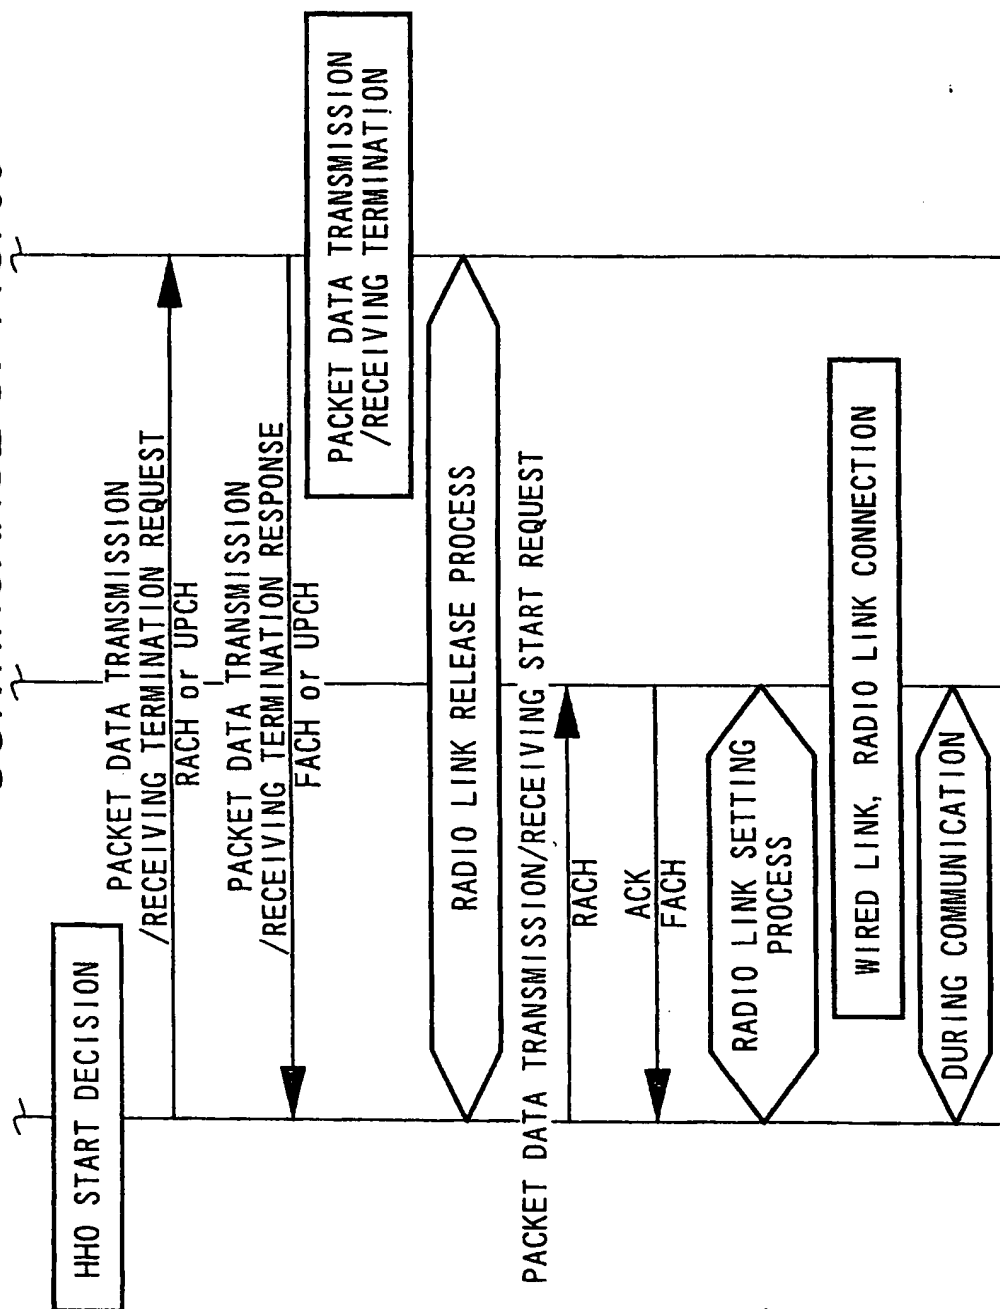 HHO START DECISION
PACKET DATA TRANSMISSION
/RECEIVING TERMINATION REQUEST
RACH or UPCH
PACKET DATA TRANSMISSION
/RECEIVING TERMINATION RESPONSE
FACH or UPCH
PACKET DATA TRANSMISSION
/RECEIVING TERMINATION
RADIO LINK RELEASE PROCESS
PACKET DATA TRANSMISSION/RECEIVING START REQUEST
RACH
ACK
FACH
RADIO LINK SETTING
PROCESS
WIRED LINK, RADIO LINK CONNECTION
DURING COMMUNICATION